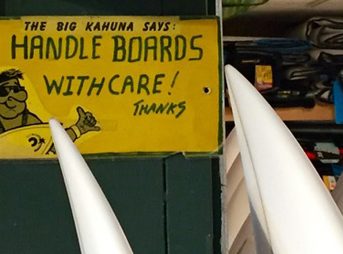 THE BIG KAHUNA SAYS:
HANDLE BOARDS
WITH CARE!
THANKS